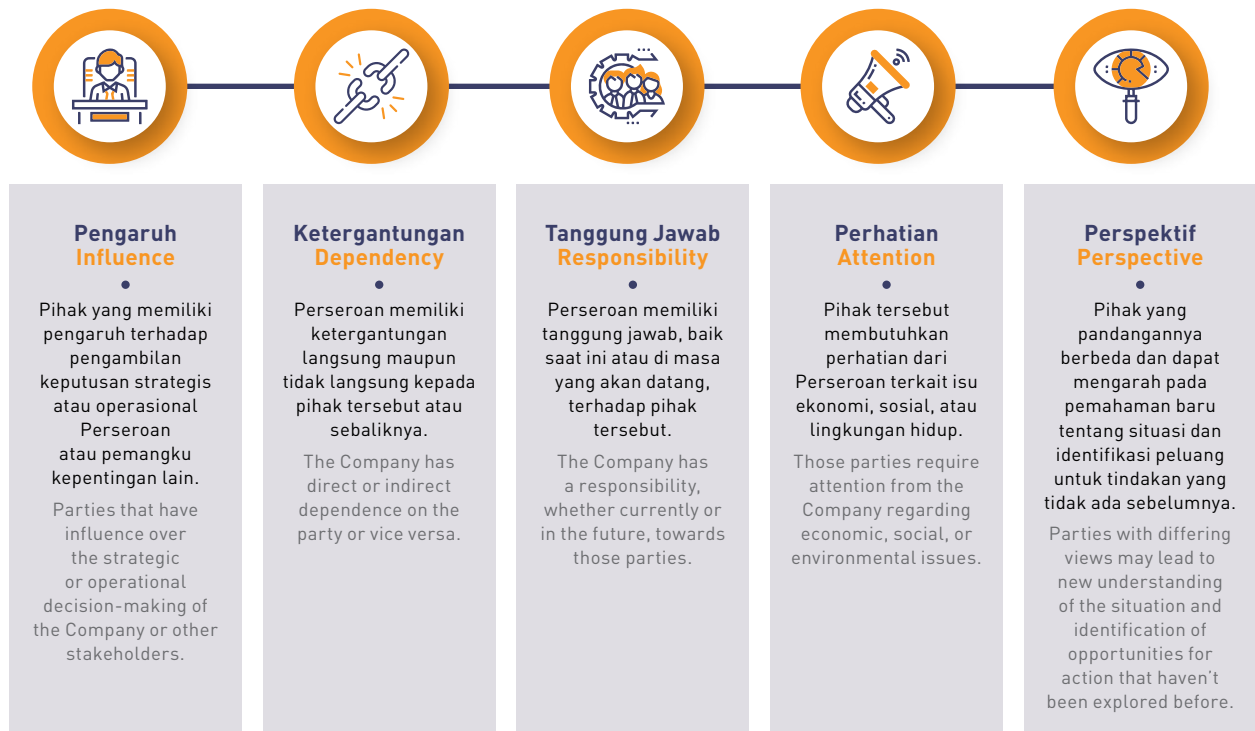 Pengaruh
Influence
Pihak yang memiliki
pengaruh terhadap
pengambilan
keputusan strategis
atau operasional
Perseroan
atau pemangku
kepentingan lain.
Parties that have
influence over
the strategic
or operational
decision-making of
the Company or other
stakeholders.
Ketergantungan
Dependency
Perseroan memiliki
ketergantungan
langsung maupun
tidak langsung kepada
pihak tersebut atau
sebaliknya.
The Company has
direct or indirect
dependence on the
party or vice versa.
Tanggung Jawab
Responsibility
Perseroan memiliki
tanggung jawab, baik
saat ini atau di masa
yang akan datang,
terhadap pihak
tersebut.
The Company has
a responsibility,
whether currently or
in the future, towards
those parties.
Perhatian
Attention
Pihak tersebut
membutuhkan
perhatian dari
Perseroan terkait isu
ekonomi, sosial, atau
lingkungan hidup.
Those parties require
attention from the
Company regarding
economic, social, or
environmental issues.
Perspektif
Perspective
Pihak yang
pandangannya
berbeda dan dapat
mengarah pada
pemahaman baru
tentang situasi dan
identifikasi peluang
untuk tindakan yang
tidak ada sebelumnya.
Parties with differing
views may lead to
new understanding
of the situation and
identification of
opportunities for
action that haven't
been explored before.